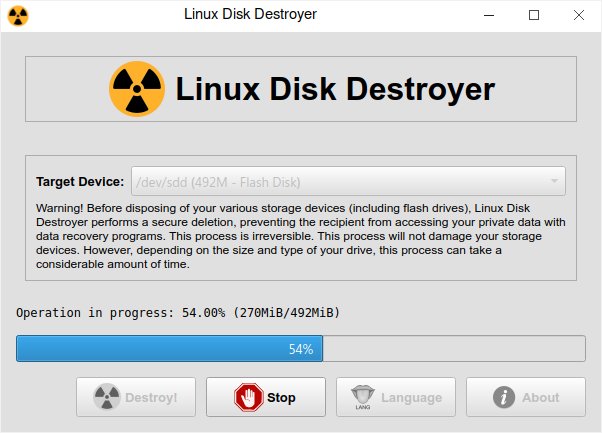 Linux Disk Destroyer
Linux Disk Destroyer
Target Device: /dev/sdd (492M - Flash Disk)
Warning! Before disposing of your various storage devices (including flash drives), Linux Disk
Destroyer performs a secure deletion, preventing the recipient from accessing your private data with
data recovery programs. This process is irreversible. This process will not damage your storage
devices. However, depending on the size and type of your drive, this process can take a
considerable amount of time.
Operation in progress: 54.00% (270MiB/492MiB)
54%
Destroy! Stop LANG Language About